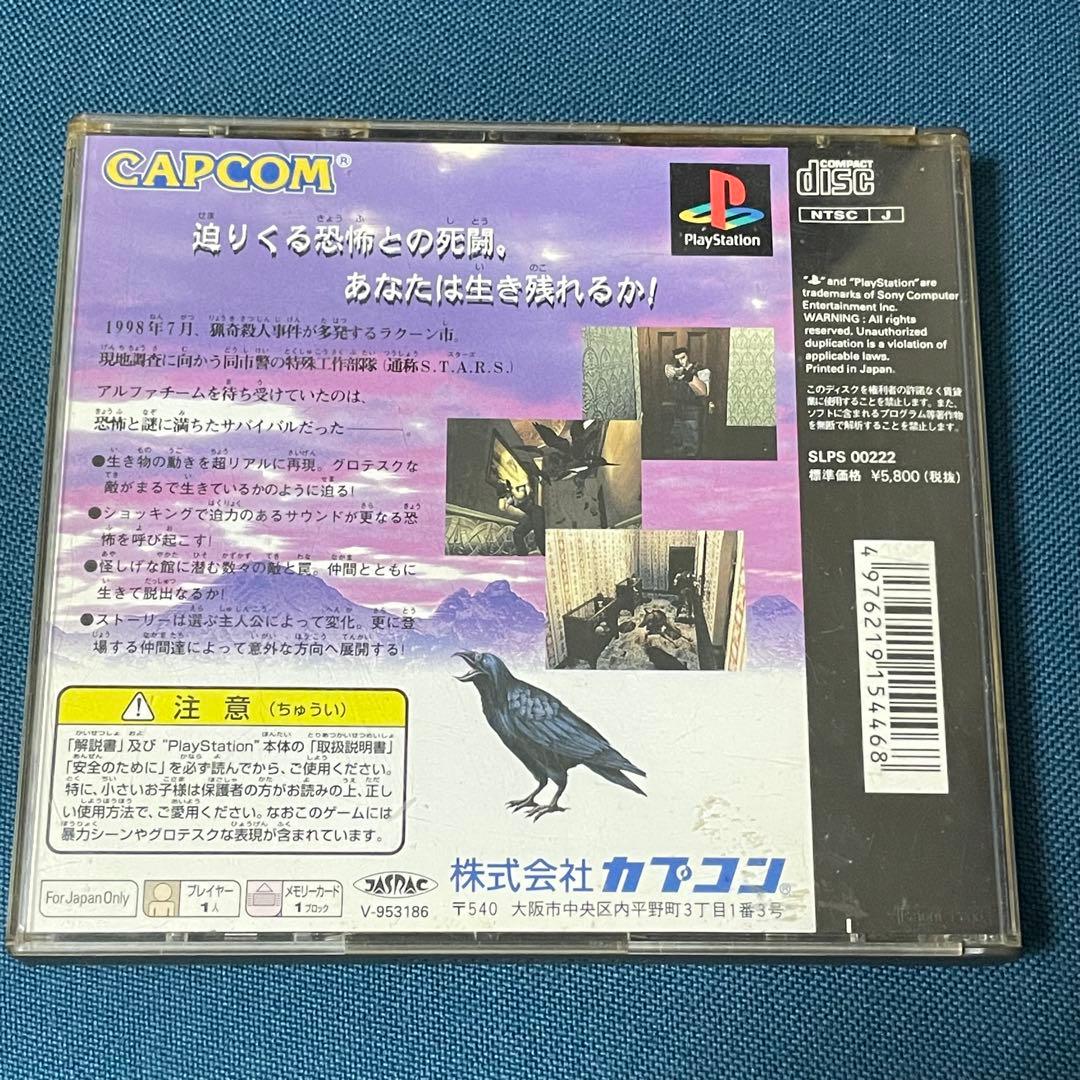 CAPCOM®
迫りくる恐怖との死闘。
あなたは生き残れるか!
1998年7月、猟奇殺人事件が多発するラクーン市。
現地調査に向かう同市警の特殊工作部隊(通称S.T.A.R.S.)
アルファチームを待ち受けていたのは、
恐怖と謎に満ちたサバイバルだった———。
●生き物の動きを超リアルに再現。グロテスクな
敵がまるで生きているかのように迫る!
●ショッキングで迫力のあるサウンドが更なる恐
怖を呼び起こす!
●怪しげな館に潜む数々の敵と罠。仲間とともに
生きて脱出なるか!
●ストーリーは選ぶ主人公によって変化。更に登
場する仲間達によって意外な方向へ展開する!
注意(ちゅうい)
「解説書」及び"PlayStation"本体の「取扱説明書」
「安全のために」を必ず読んでから、ご使用ください。
特に、小さいお子様は保護者の方がお読みの上、正し
い使用方法で、ご愛用ください。なおこのゲームには
暴力シーンやグロテスクな表現が含まれています。
For Japan Only
プレイヤー
1人
メモリーカード
1ブロック
JASRAC
V-953186
株式会社カプコン®
〒540 大阪市中央区内平野町3丁目1番3号
PlayStation
COMPACT
disc
NTSC J
" " and "PlayStation" are
trademarks of Sony Computer
Entertainment Inc.
WARNING : All rights
reserved. Unauthorized
duplication is a violation of
applicable laws.
Printed in Japan.
このディスクを権利者の許諾なく賃貸
業に使用することを禁止します。また、
ソフトに含まれるプログラム等著作物
を無断で解析することを禁止します。
SLPS 00222
標準価格 ¥5,800(税抜)
4976219154468